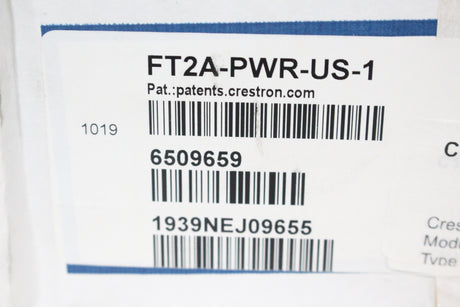 FT2A-PWR-US-1
Pat.:patents.crestron.com
1019
6509659
1939NEJ09655
C
Cres
Mod
Type